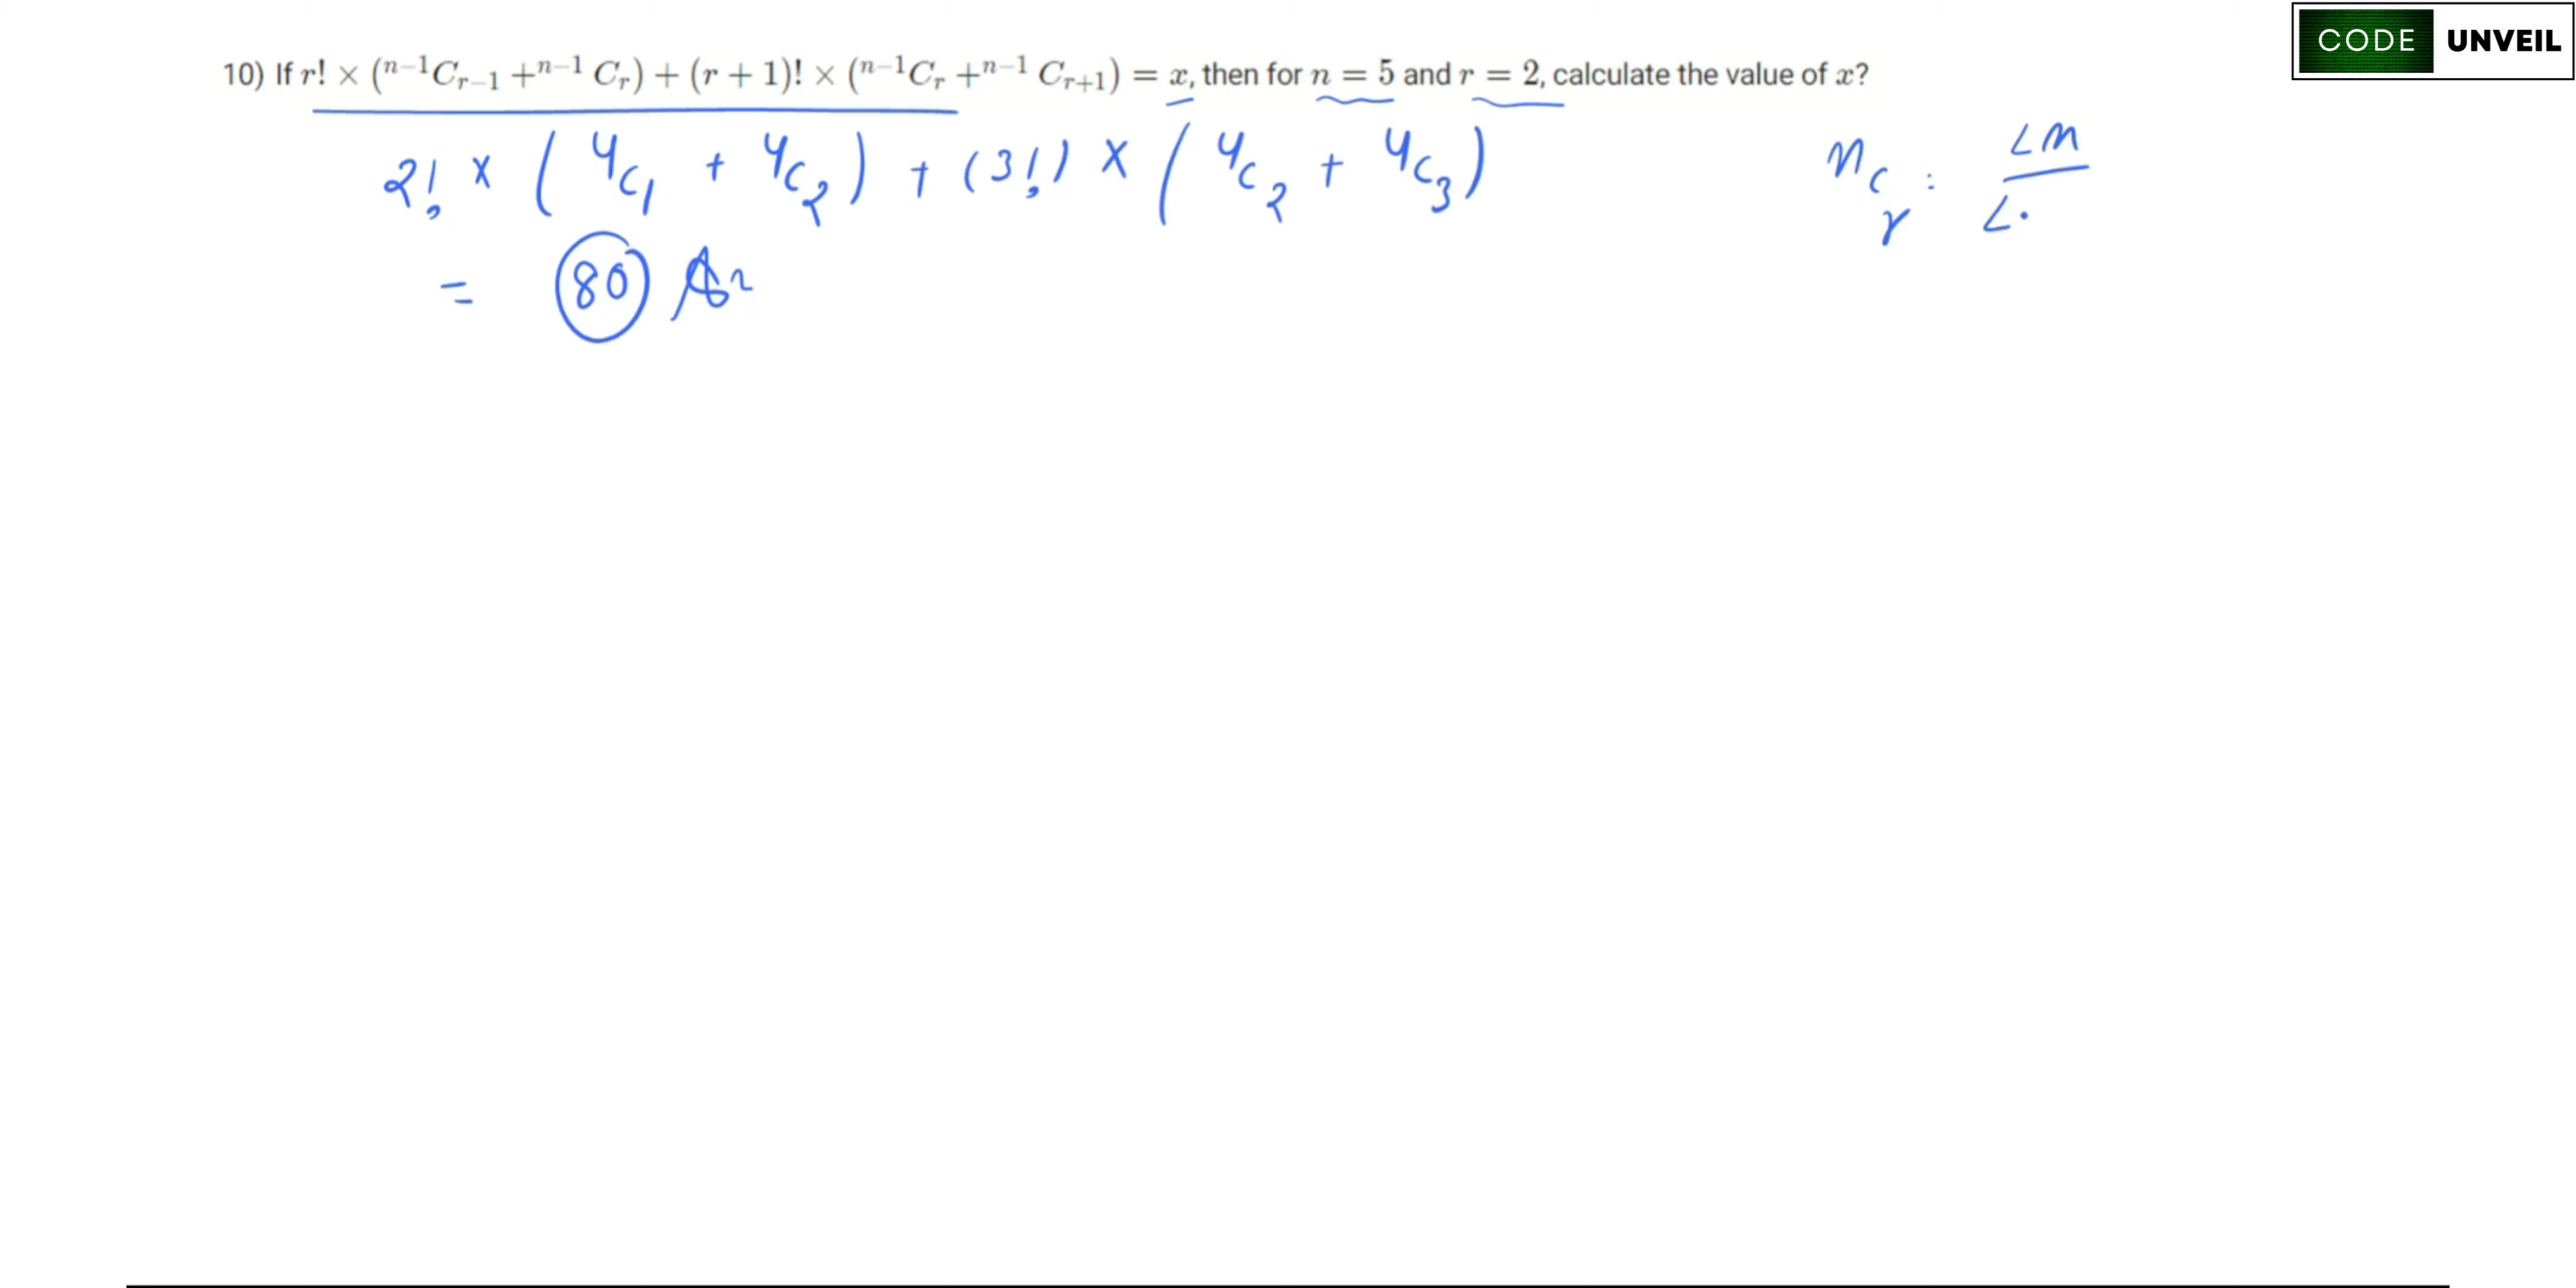 CODE UNVEIL
10) If r! × (ⁿ⁻¹Cᵣ₋₁ +ⁿ⁻¹ Cᵣ) + (r + 1)! × (ⁿ⁻¹Cᵣ +ⁿ⁻¹ Cᵣ₊₁) = x, then for n = 5 and r = 2, calculate the value of x?
2! × (4C₁ + 4C₂) + (3!) × (4C₂ + 4C₃)
= 80
nCᵣ : ∠n / ∠.